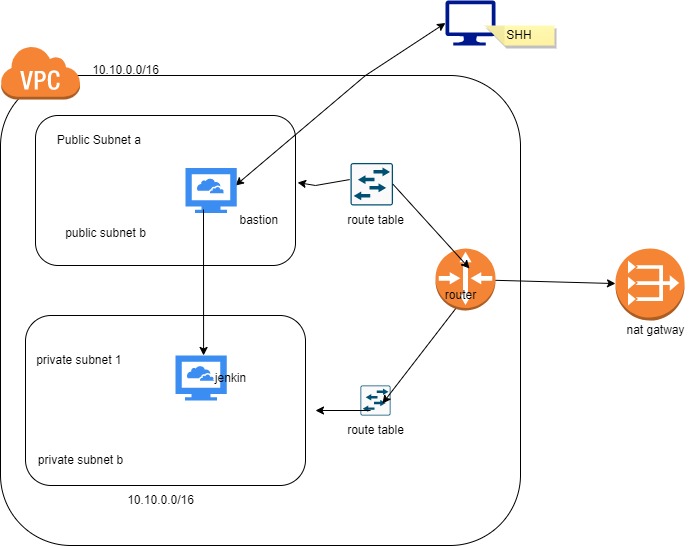 SHH
10.10.0.0/16
VPC
Public Subnet a
bastion
public subnet b
route table
router
nat gatway
private subnet 1
jenkin
route table
private subnet b
10.10.0.0/16